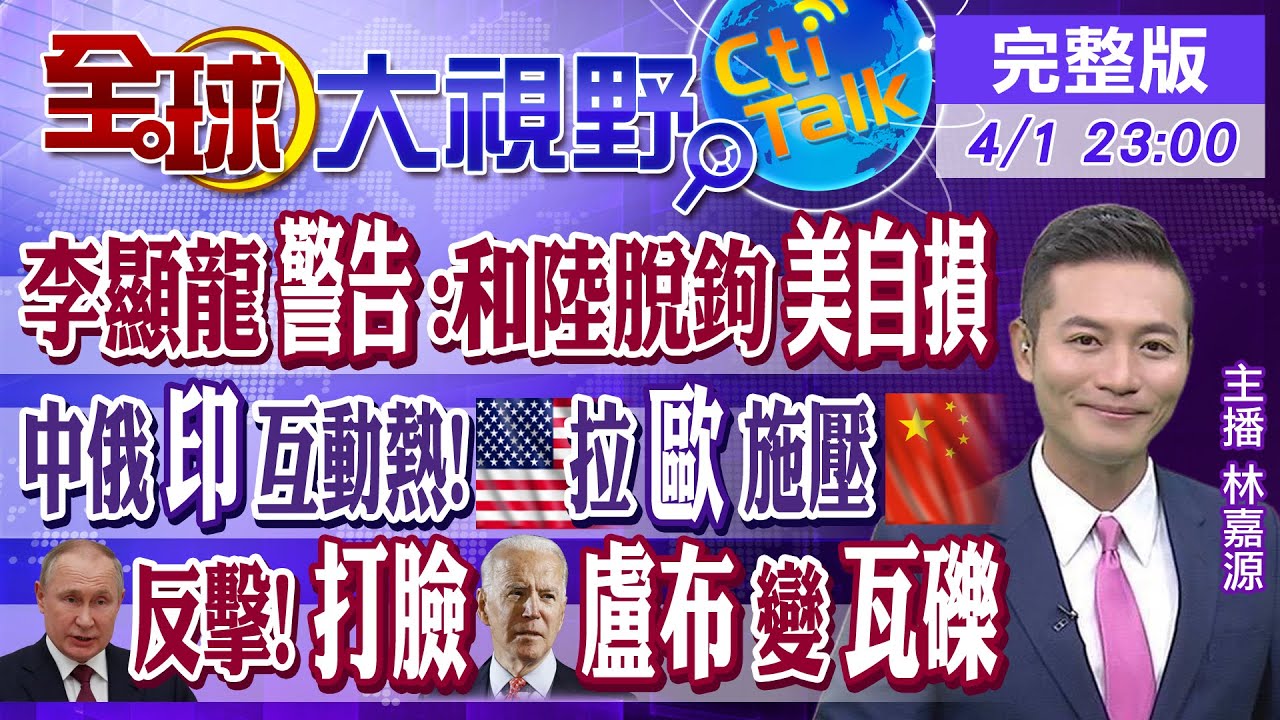 全球大視野
Cti Talk
完整版
4/1 23:00
李顯龍警告:和陸脫鉤美自損
中俄印互動熱!拉歐施壓
反擊!打臉盧布變瓦礫
主播 林嘉源